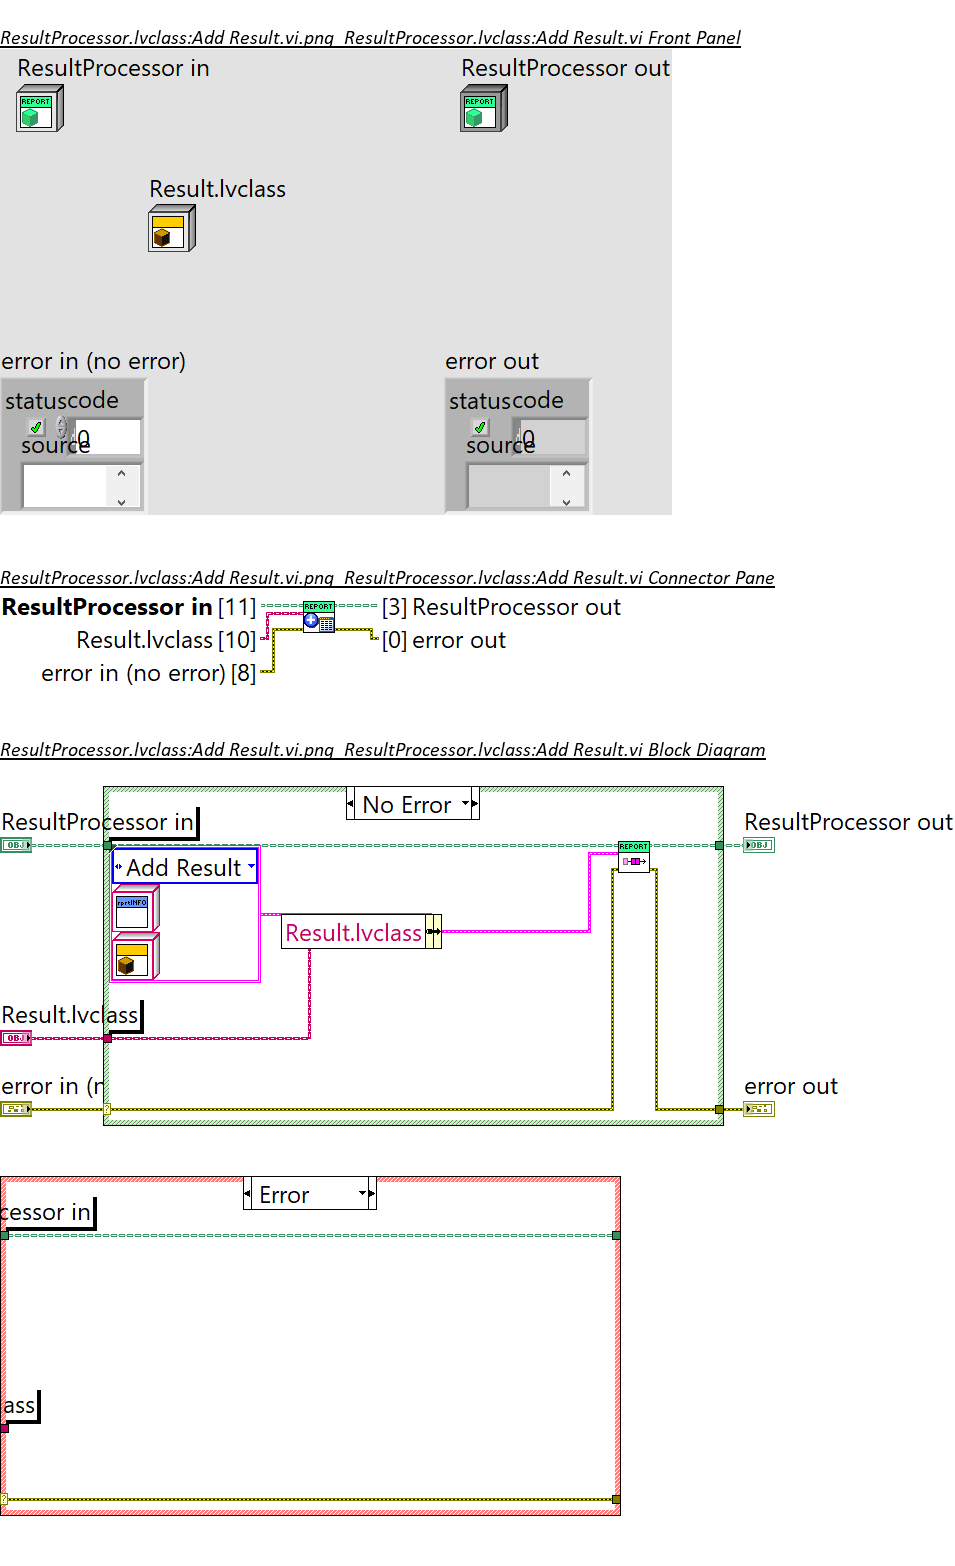 ResultProcessor.lvclass:Add Result.vi.png  ResultProcessor.lvclass:Add Result.vi Front Panel
ResultProcessor in
ResultProcessor out
REPORT
REPORT
Result.lvclass
error in (no error)
error out
status code
status code
0
0
source
source
ResultProcessor.lvclass:Add Result.vi.png  ResultProcessor.lvclass:Add Result.vi Connector Pane
ResultProcessor in [11]
REPORT
[3] ResultProcessor out
Result.lvclass [10]
[0] error out
error in (no error) [8]
ResultProcessor.lvclass:Add Result.vi.png  ResultProcessor.lvclass:Add Result.vi Block Diagram
No Error
ResultProcessor in
ResultProcessor out
OBJ
REPORT
OBJ
Add Result
rprtINFO
Result.lvclass
Result.lvclass
OBJ
error in (r
error out
?
Error
cessor in
ass
?